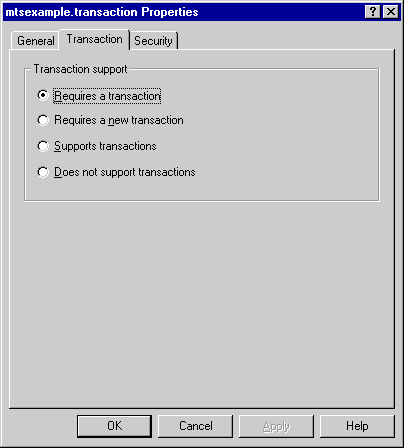 mtsexample.transaction Properties
General Transaction Security
Transaction support
Requires a transaction
Requires a new transaction
Supports transactions
Does not support transactions
OK Cancel Apply Help